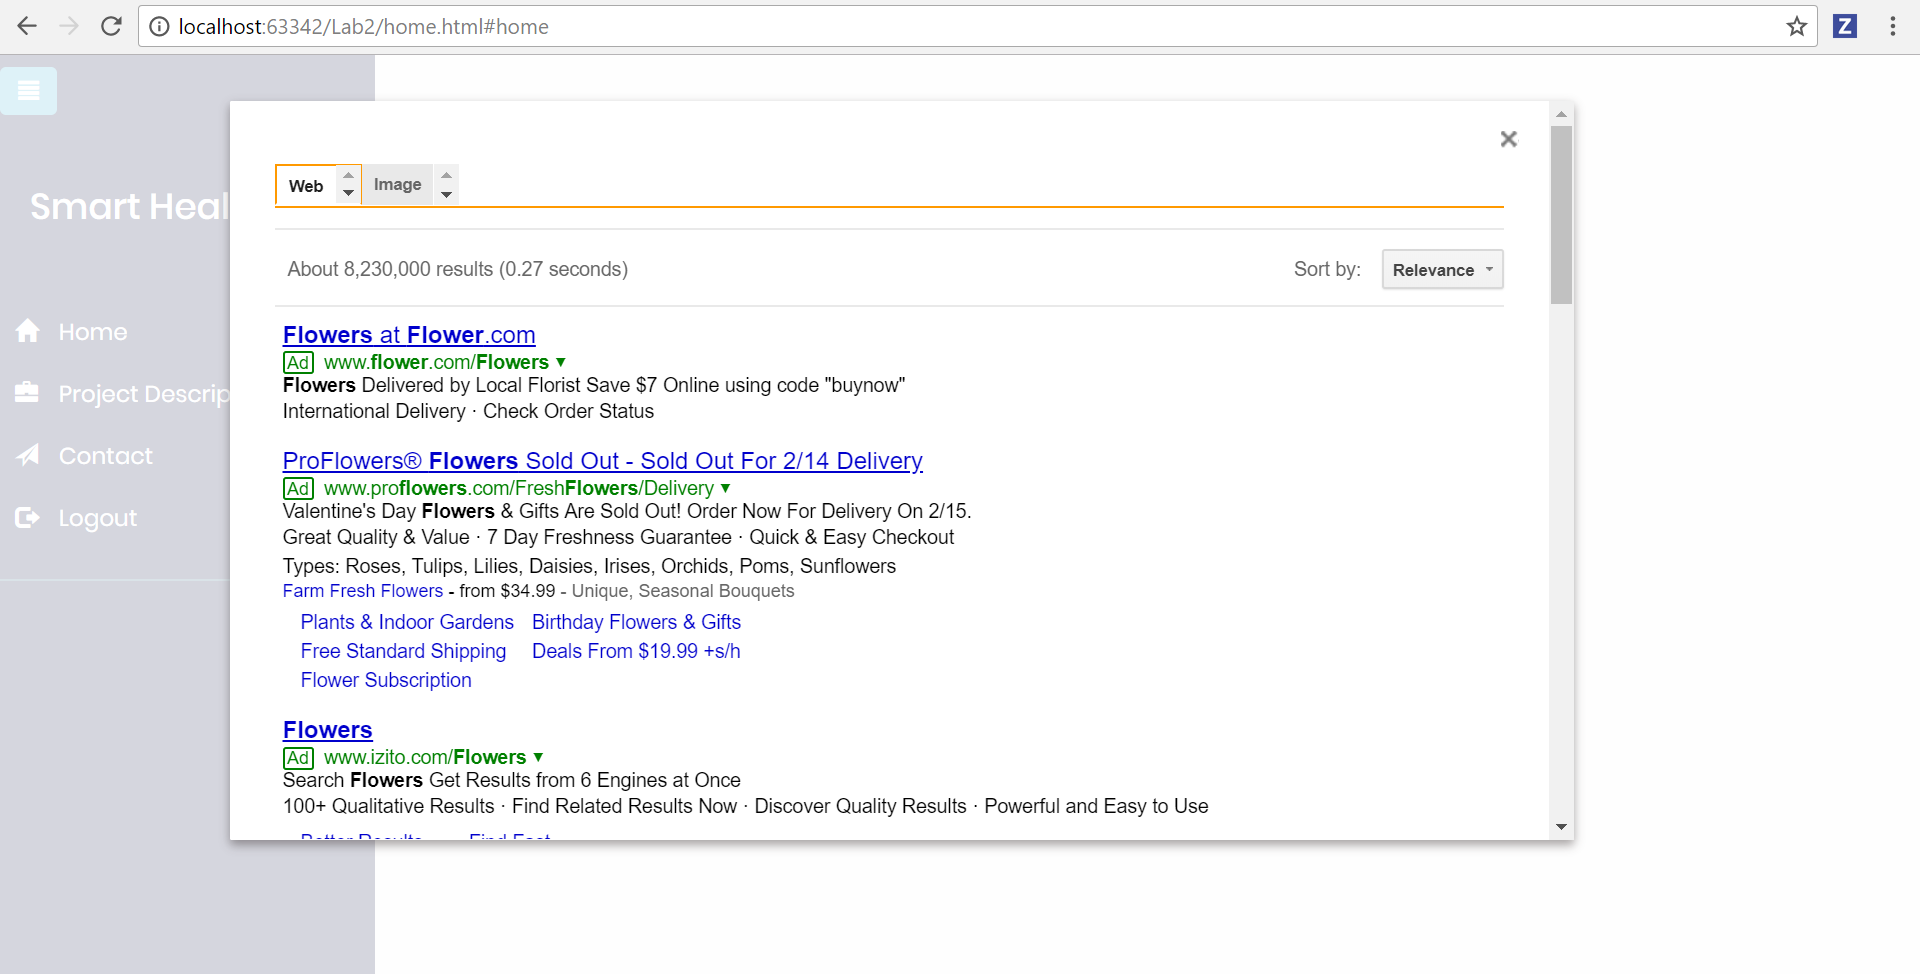 localhost:63342/Lab2/home.html#home
Z
Smart Heal
Home
Project Descrip
Contact
Logout
Web
Image
About 8,230,000 results (0.27 seconds)
Sort by:
Relevance
Flowers at Flower.com
Ad www.flower.com/Flowers ▼
Flowers Delivered by Local Florist Save $7 Online using code "buynow"
International Delivery · Check Order Status
ProFlowers® Flowers Sold Out - Sold Out For 2/14 Delivery
Ad www.proflowers.com/FreshFlowers/Delivery ▼
Valentine's Day Flowers & Gifts Are Sold Out! Order Now For Delivery On 2/15.
Great Quality & Value · 7 Day Freshness Guarantee · Quick & Easy Checkout
Types: Roses, Tulips, Lilies, Daisies, Irises, Orchids, Poms, Sunflowers
Farm Fresh Flowers - from $34.99 - Unique, Seasonal Bouquets
Plants & Indoor Gardens Birthday Flowers & Gifts
Free Standard Shipping Deals From $19.99 +s/h
Flower Subscription
Flowers
Ad www.izito.com/Flowers ▼
Search Flowers Get Results from 6 Engines at Once
100+ Qualitative Results · Find Related Results Now · Discover Quality Results · Powerful and Easy to Use
Better Results Find Fast